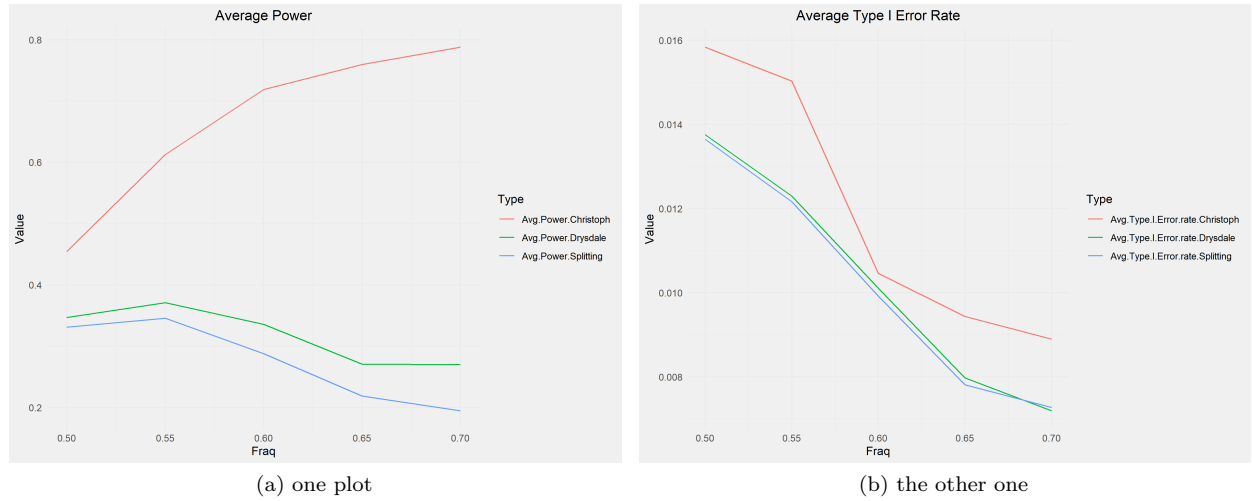 Average Power
Value
0.8
0.6
0.4
0.2
0.50 0.55 0.60 0.65 0.70
Fraq
Type
Avg.Power.Christoph
Avg.Power.Drysdale
Avg.Power.Splitting
(a) one plot
Average Type I Error Rate
Value
0.016
0.014
0.012
0.010
0.008
0.50 0.55 0.60 0.65 0.70
Fraq
Type
Avg.Type.I.Error.rate.Christoph
Avg.Type.I.Error.rate.Drysdale
Avg.Type.I.Error.rate.Splitting
(b) the other one